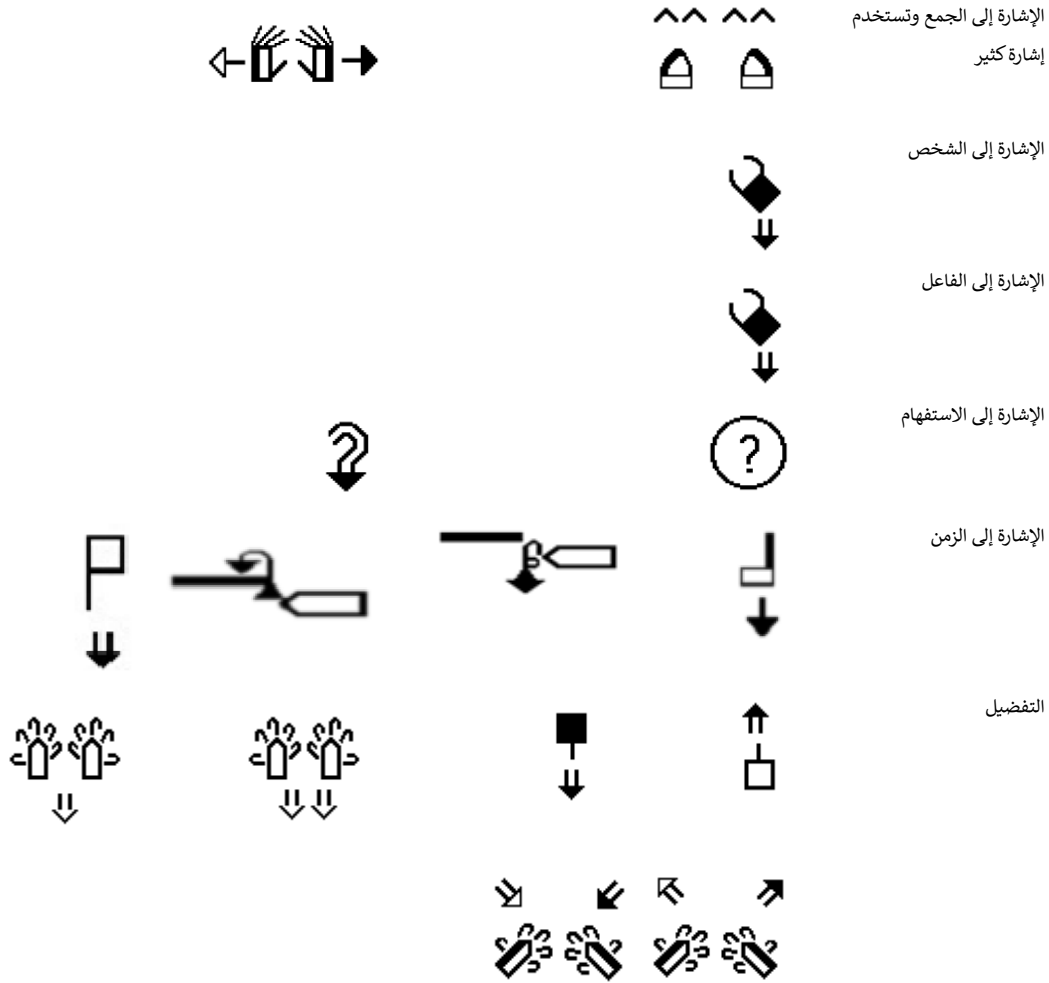 الإشارة إلى الجمع وتستخدم
إشارة كثير
الإشارة إلى الشخص
الإشارة إلى الفاعل
الإشارة إلى الاستفهام
?
الإشارة إلى الزمن
التفضيل